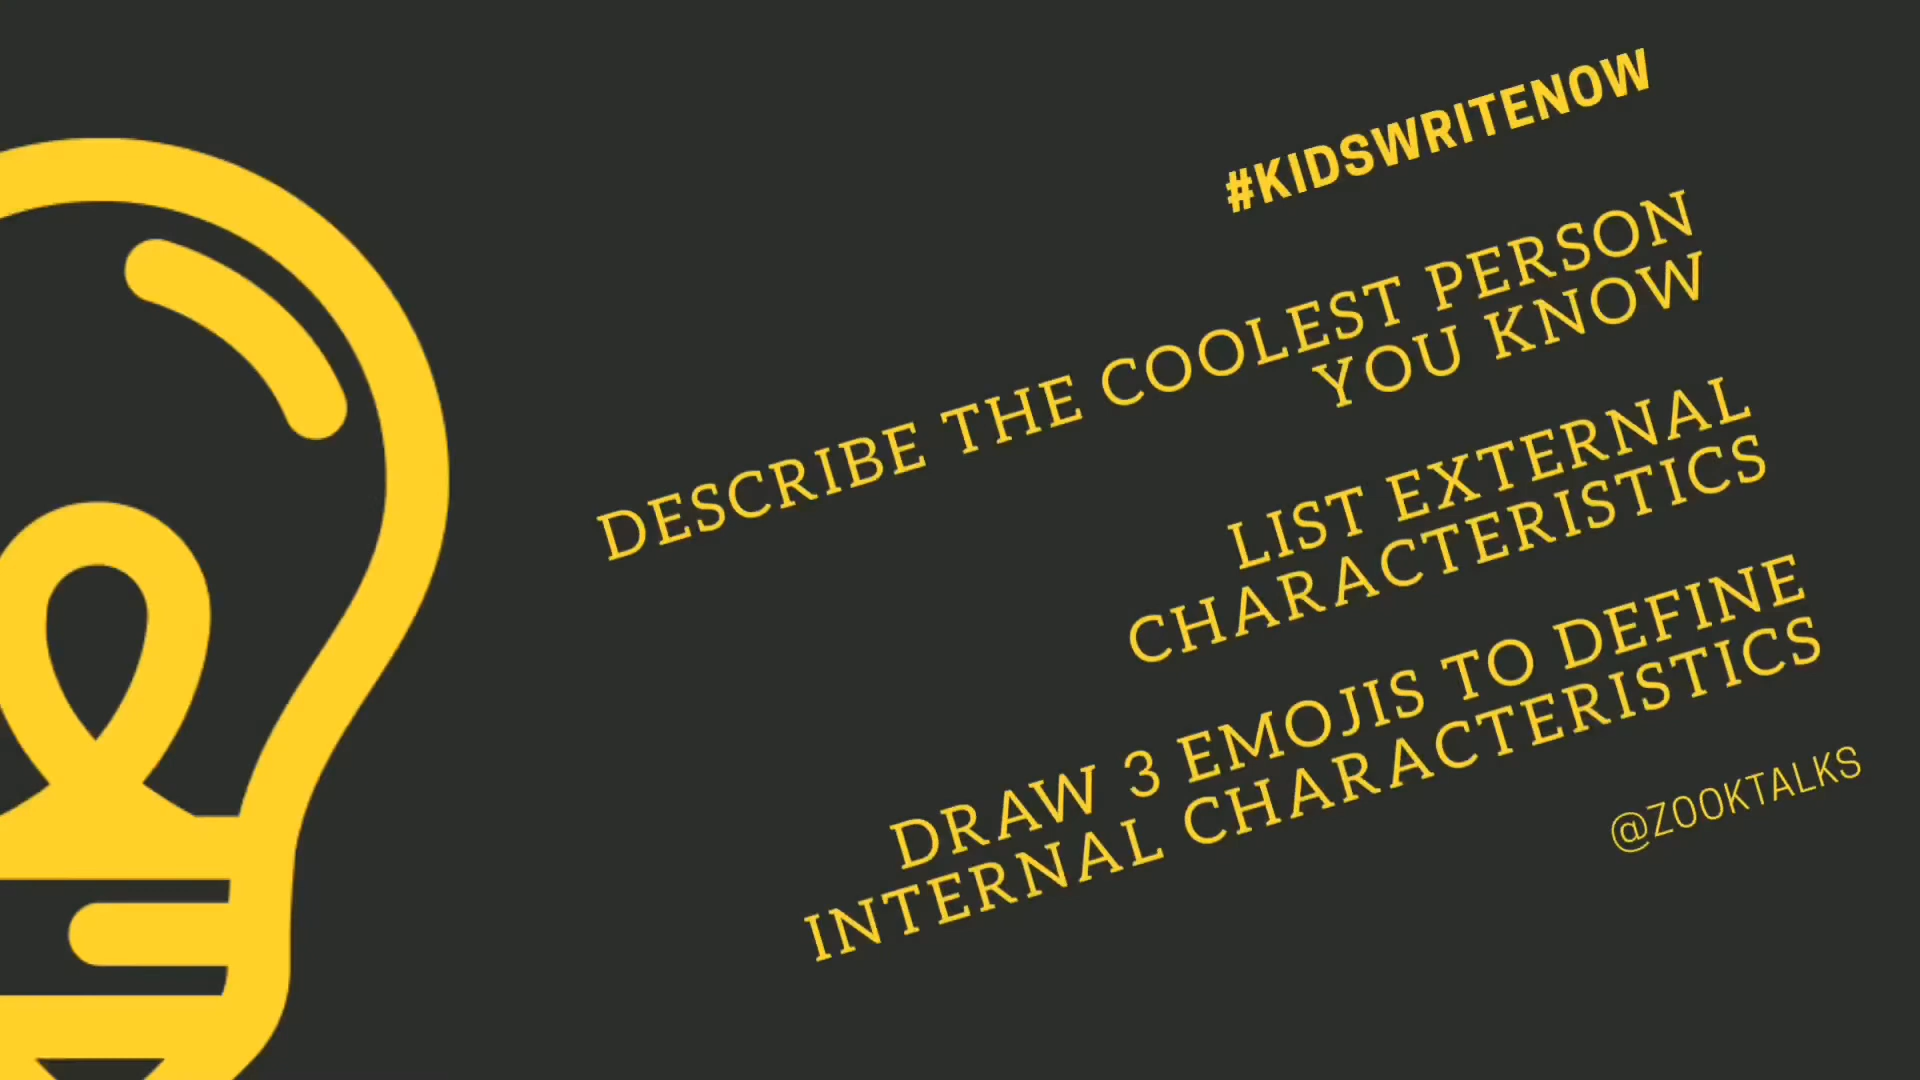 #KIDSWRITENOW
DESCRIBE THE COOLEST PERSON
YOU KNOW
LIST EXTERNAL
CHARACTERISTICS
DRAW 3 EMOJIS TO DEFINE
INTERNAL CHARACTERISTICS
@ZOOKTALKS